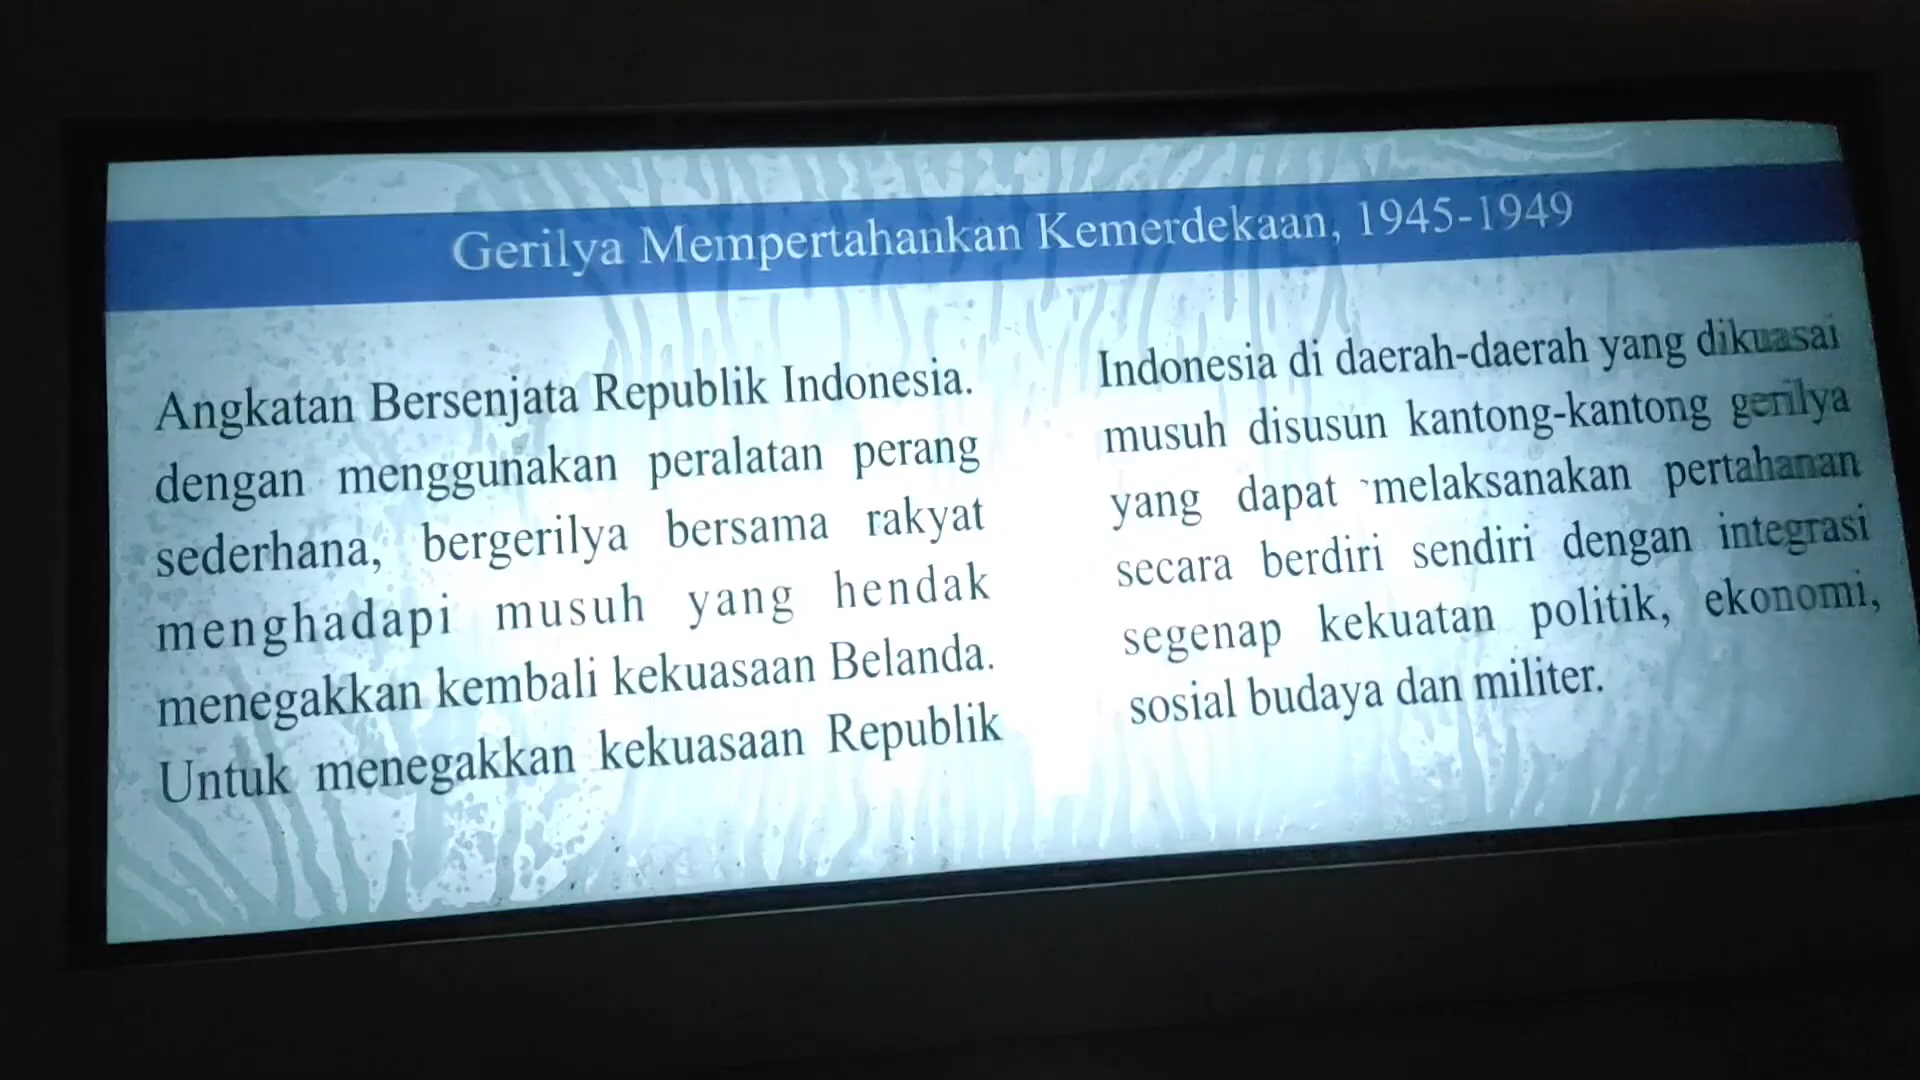 Gerilya Mempertahankan Kemerdekaan, 1945-1949
Angkatan Bersenjata Republik Indonesia.
dengan menggunakan peralatan perang
sederhana, bergerilya bersama rakyat
menghadapi musuh yang hendak
menegakkan kembali kekuasaan Belanda.
Untuk menegakkan kekuasaan Republik
Indonesia di daerah-daerah yang dikuasai
musuh disusun kantong-kantong gerilya
yang dapat melaksanakan pertahanan
secara berdiri sendiri dengan integrasi
segenap kekuatan politik, ekonomi,
sosial budaya dan militer.